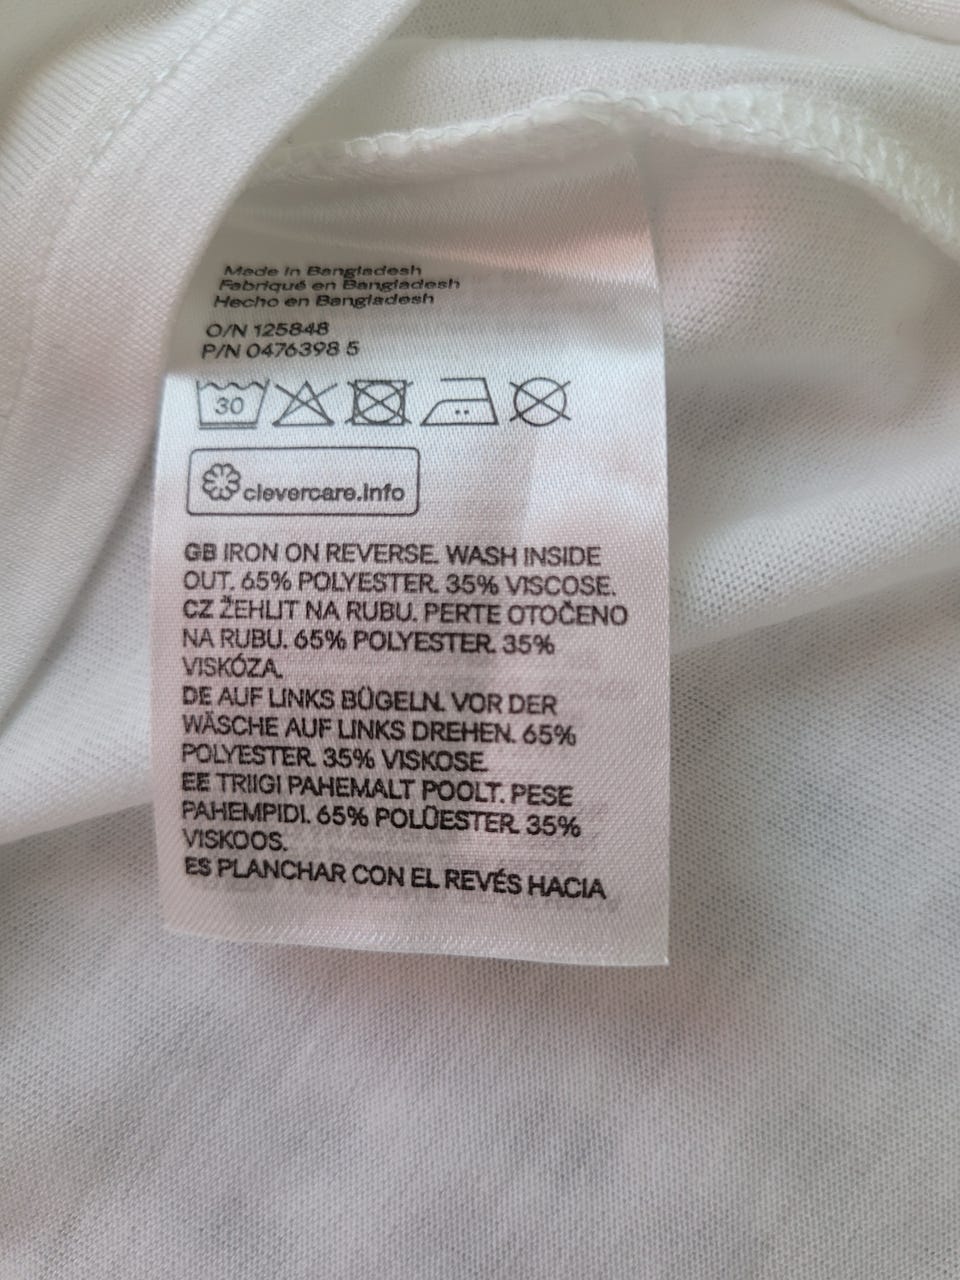 Made in Bangladesh
Fabriqué en Bangladesh
Hecho en Bangladesh
O/N 125848
P/N 0476398 5
30
clevercare.info
GB IRON ON REVERSE. WASH INSIDE
OUT. 65% POLYESTER. 35% VISCOSE.
CZ ŽEHLIT NA RUBU. PERTE OTOČENO
NA RUBU. 65% POLYESTER. 35%
VISKÓZA.
DE AUF LINKS BÜGELN. VOR DER
WÄSCHE AUF LINKS DREHEN. 65%
POLYESTER. 35% VISKOSE.
EE TRIIGI PAHEMALT POOLT. PESE
PAHEMPIDI. 65% POLÜESTER. 35%
VISKOOS.
ES PLANCHAR CON EL REVÉS HACIA